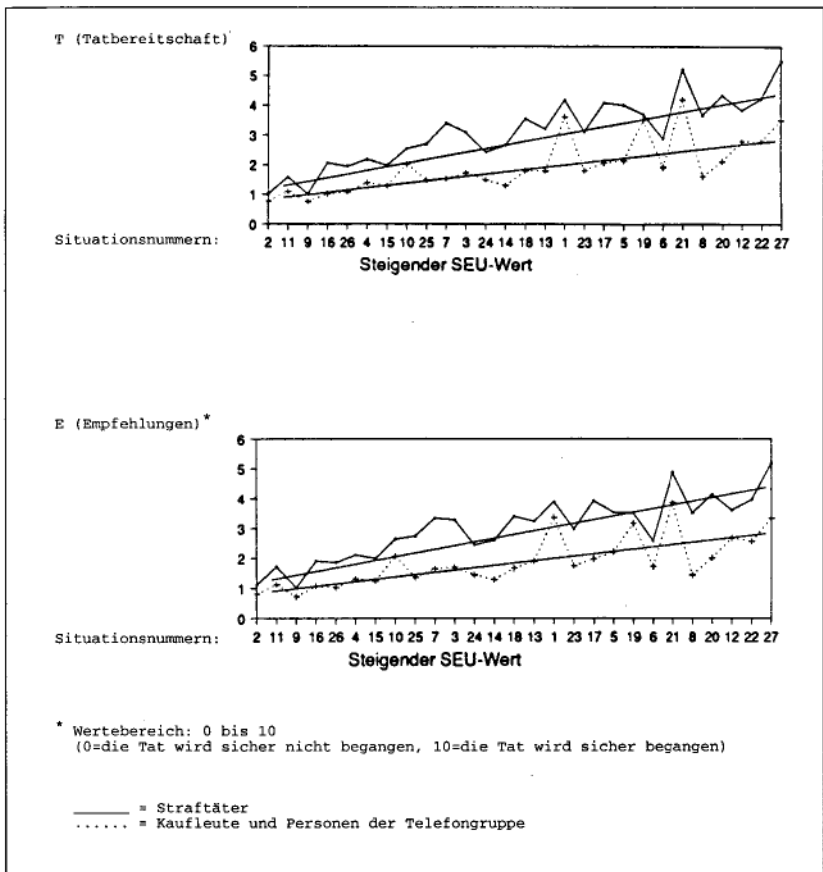 T (Tatbereitschaft)
6
5
4
3
2
1
0
Situationsnummern:
2 11 9 16 26 4 15 10 25 7 3 24 14 18 13 1 23 17 5 19 6 21 8 20 12 22 27
Steigender SEU-Wert
E (Empfehlungen)*
6
5
4
3
2
1
0
Situationsnummern:
2 11 9 16 26 4 15 10 25 7 3 24 14 18 13 1 23 17 5 19 6 21 8 20 12 22 27
Steigender SEU-Wert
* Wertebereich: 0 bis 10
(0=die Tat wird sicher nicht begangen, 10=die Tat wird sicher begangen)
= Straftäter
...... = Kaufleute und Personen der Telefongruppe